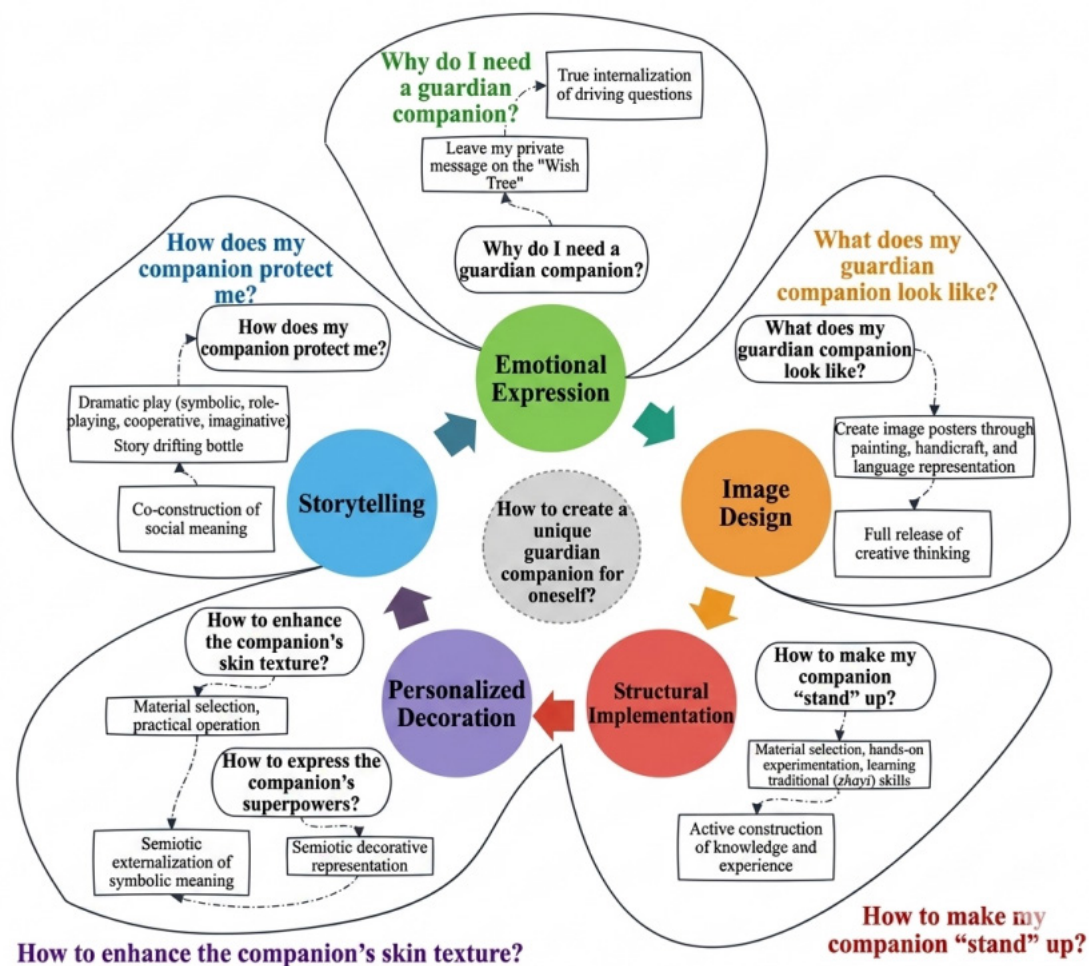 Why do I need
a guardian
companion?
True internalization
of driving questions
Leave my private
message on the "Wish
Tree"
Why do I need a
guardian companion?
How does my
companion protect
me?
How does my
companion protect me?
Dramatic play (symbolic, role-
playing, cooperative, imaginative)
Story drifting bottle
Co-construction of
social meaning
What does my
guardian
companion look like?
What does my
guardian companion
look like?
Create image posters through
painting, handicraft, and
language representation
Full release of
creative thinking
Emotional
Expression
Storytelling
Image
Design
How to create a
unique
guardian
companion for
oneself?
Personalized
Decoration
Structural
Implementation
How to enhance
the companion’s
skin texture?
Material selection,
practical operation
How to express the
companion’s
superpowers?
Semiotic
externalization of
symbolic meaning
Semiotic decorative
representation
How to make my
companion
“stand” up?
Material selection, hands-on
experimentation, learning
traditional (zhayi) skills
Active construction
of knowledge and
experience
How to enhance the companion’s skin texture?
How to make my
companion “stand” up?